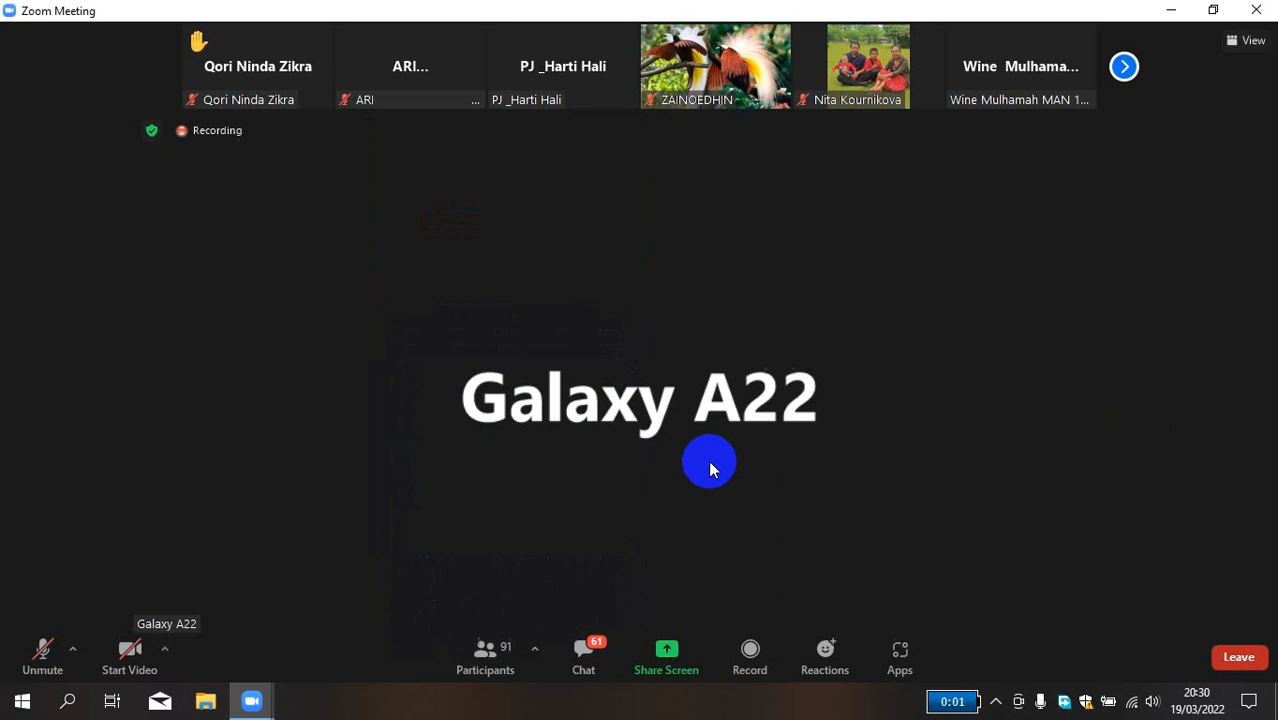 Zoom Meeting
View
Qori Ninda Zikra
ARI...
PJ _Harti Hali
Wine Mulhama...
Qori Ninda Zikra
ARI ...
PJ _Harti Hali
ZAINOEDHIN
Nita Kournikova
Wine Mulhamah MAN 1...
Recording
Galaxy A22
Galaxy A22
91
61
Unmute
Start Video
Participants
Chat
Share Screen
Record
Reactions
Apps
Leave
0:01
20:30
19/03/2022